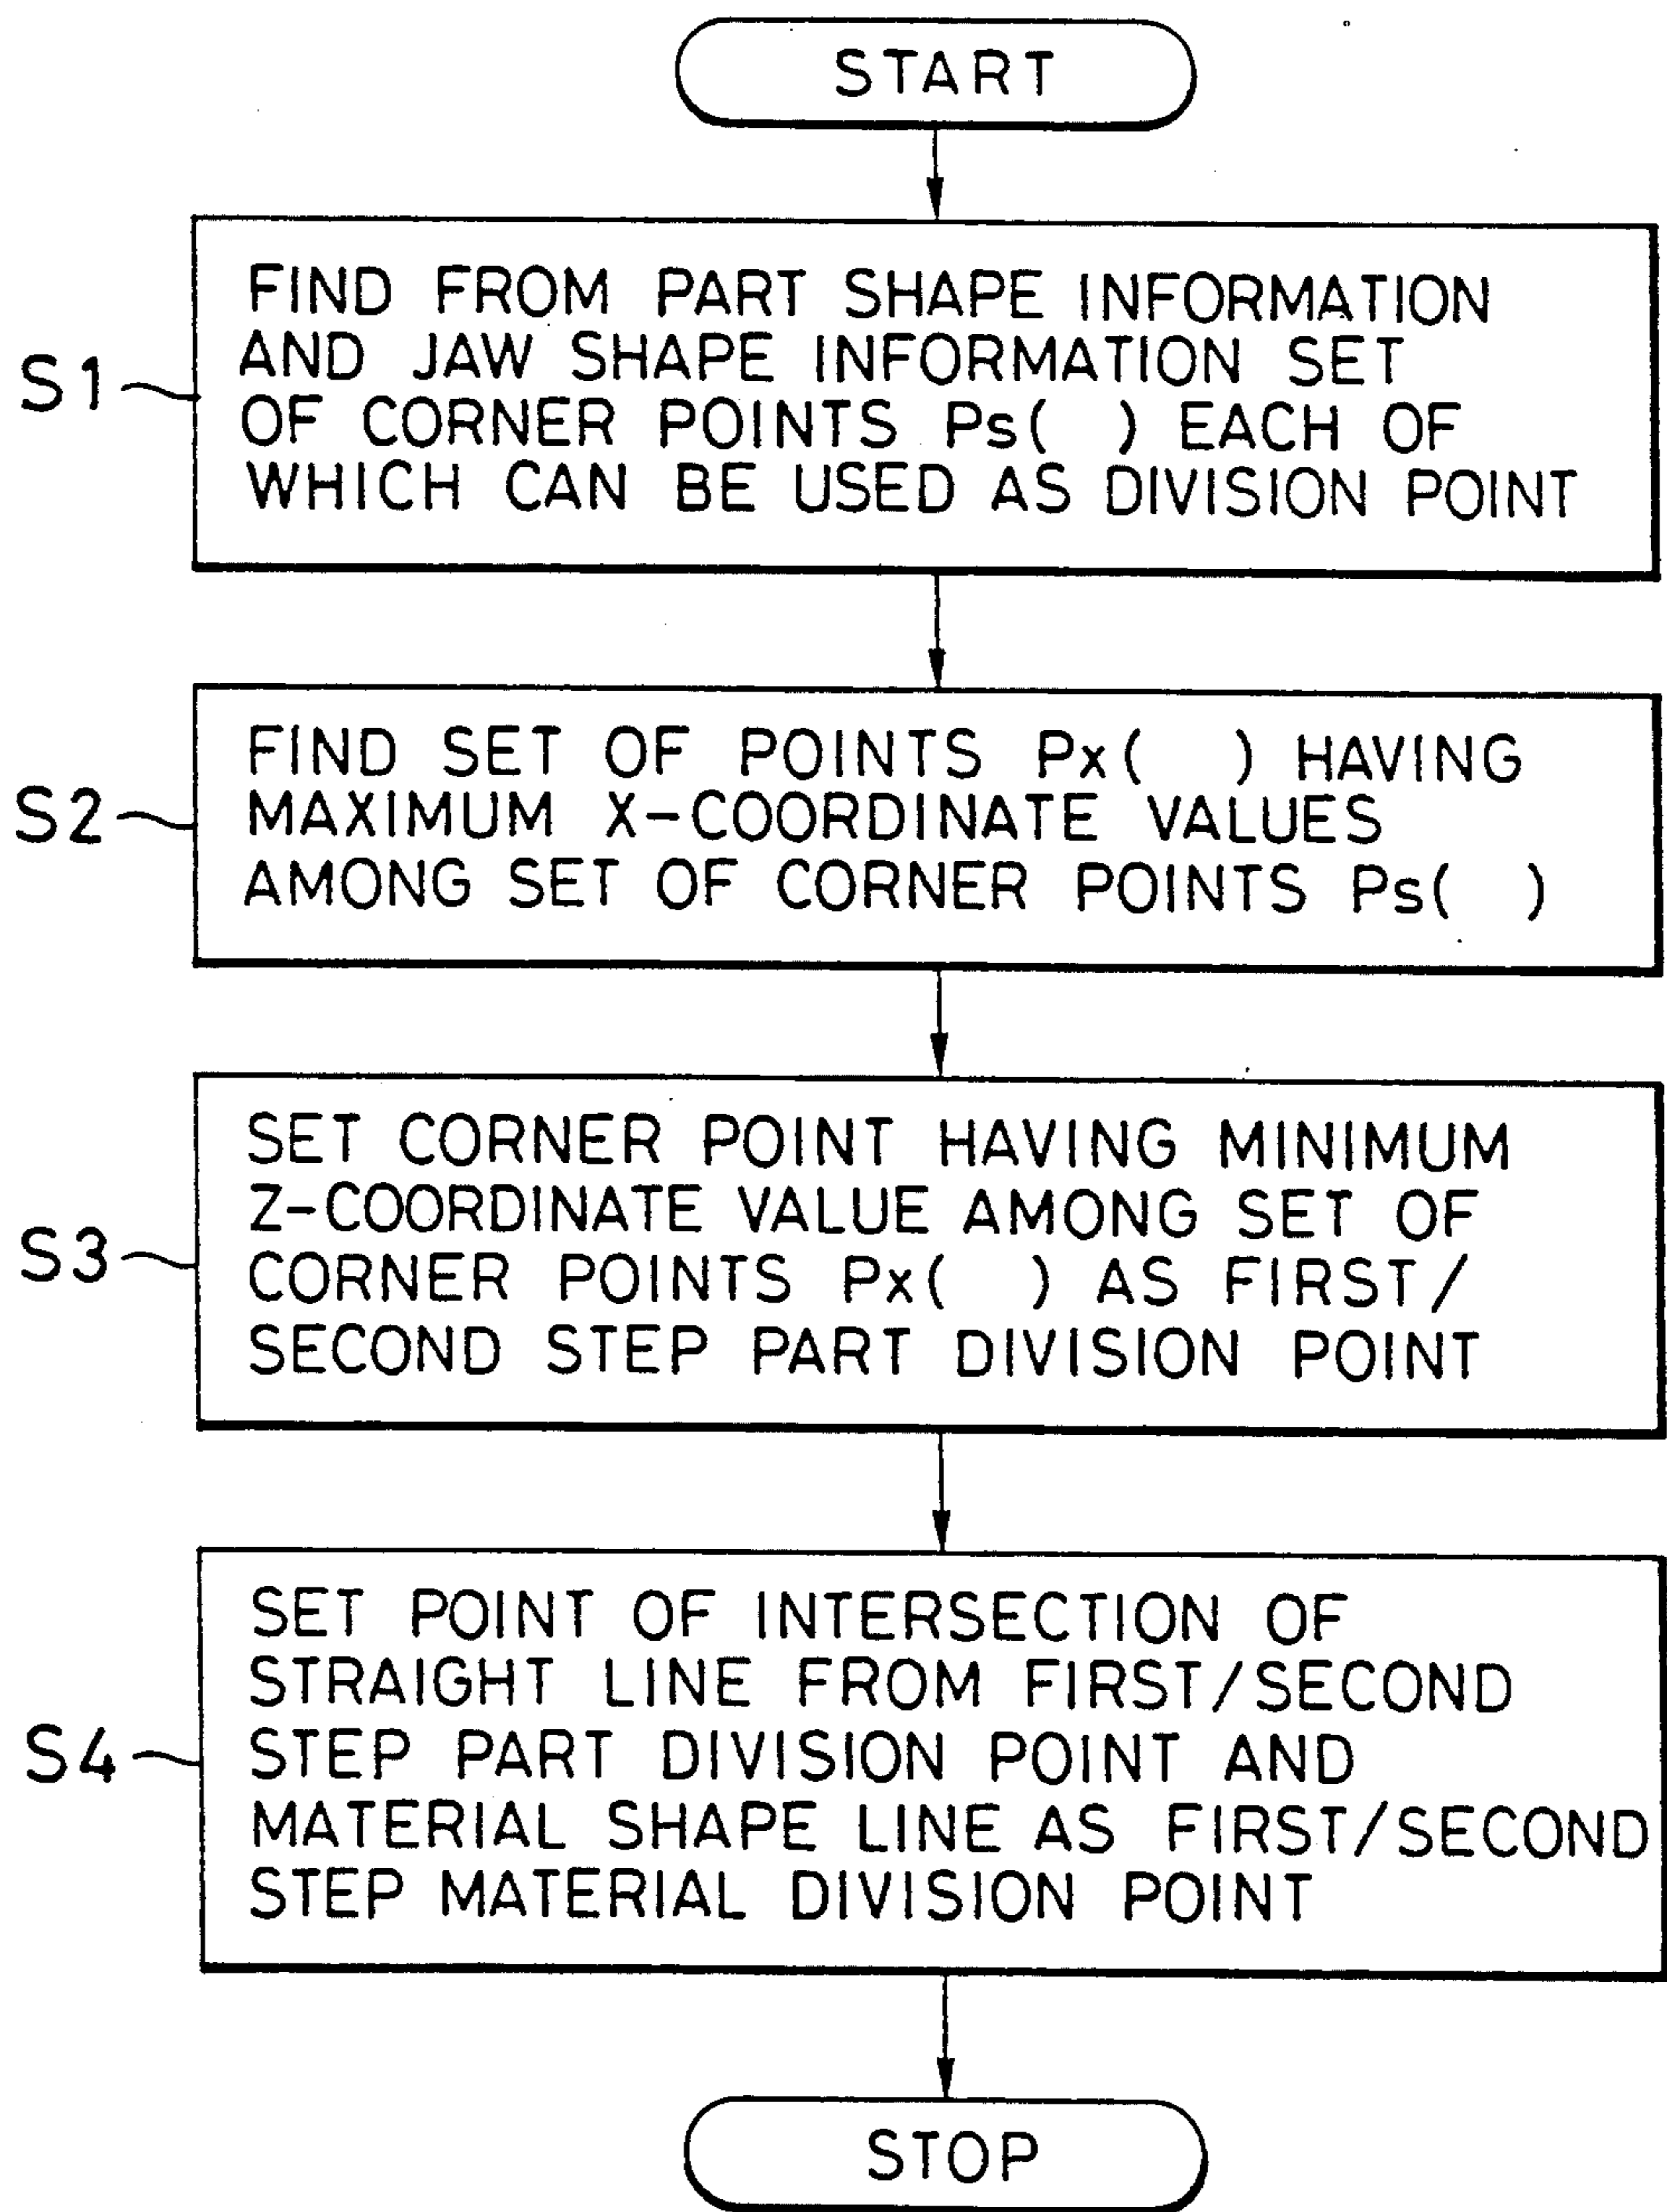 START
S1
FIND FROM PART SHAPE INFORMATION
AND JAW SHAPE INFORMATION SET
OF CORNER POINTS Ps( ) EACH OF
WHICH CAN BE USED AS DIVISION POINT
S2
FIND SET OF POINTS Px( ) HAVING
MAXIMUM X-COORDINATE VALUES
AMONG SET OF CORNER POINTS Ps( )
S3
SET CORNER POINT HAVING MINIMUM
Z-COORDINATE VALUE AMONG SET OF
CORNER POINTS Px( ) AS FIRST/
SECOND STEP PART DIVISION POINT
S4
SET POINT OF INTERSECTION OF
STRAIGHT LINE FROM FIRST/SECOND
STEP PART DIVISION POINT AND
MATERIAL SHAPE LINE AS FIRST/SECOND
STEP MATERIAL DIVISION POINT
STOP